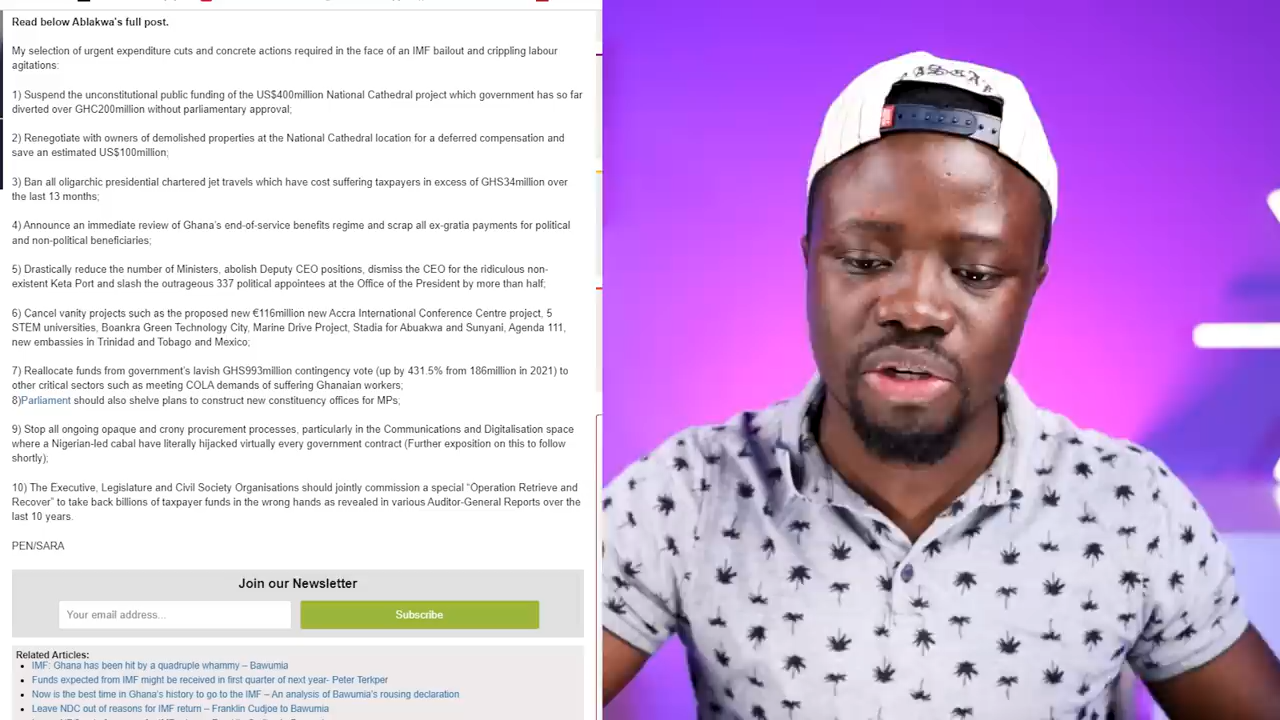 Read below Ablakwa's full post.
My selection of urgent expenditure cuts and concrete actions required in the face of an IMF bailout and crippling labour
agitations:
1) Suspend the unconstitutional public funding of the US$400million National Cathedral project which government has so far
diverted over GHC200million without parliamentary approval;
2) Renegotiate with owners of demolished properties at the National Cathedral location for a deferred compensation and
save an estimated US$100million;
3) Ban all oligarchic presidential chartered jet travels which have cost suffering taxpayers in excess of GHS34million over
the last 13 months;
4) Announce an immediate review of Ghana's end-of-service benefits regime and scrap all ex-gratia payments for political
and non-political beneficiaries;
5) Drastically reduce the number of Ministers, abolish Deputy CEO positions, dismiss the CEO for the ridiculous non-
existent Keta Port and slash the outrageous 337 political appointees at the Office of the President by more than half;
6) Cancel vanity projects such as the proposed new €116million new Accra International Conference Centre project, 5
STEM universities, Boankra Green Technology City, Marine Drive Project, Stadia for Abuakwa and Sunyani, Agenda 111,
new embassies in Trinidad and Tobago and Mexico;
7) Reallocate funds from government's lavish GHS993million contingency vote (up by 431.5% from 186million in 2021) to
other critical sectors such as meeting COLA demands of suffering Ghanaian workers;
8)Parliament should also shelve plans to construct new constituency offices for MPs;
9) Stop all ongoing opaque and crony procurement processes, particularly in the Communications and Digitalisation space
where a Nigerian-led cabal have literally hijacked virtually every government contract (Further exposition on this to follow
shortly);
10) The Executive, Legislature and Civil Society Organisations should jointly commission a special “Operation Retrieve and
Recover” to take back billions of taxpayer funds in the wrong hands as revealed in various Auditor-General Reports over the
last 10 years.
PEN/SARA
Join our Newsletter
Your email address...
Subscribe
Related Articles:
IMF: Ghana has been hit by a quadruple whammy – Bawumia
Funds expected from IMF might be received in first quarter of next year- Peter Terkper
Now is the best time in Ghana's history to go to the IMF – An analysis of Bawumia's rousing declaration
Leave NDC out of reasons for IMF return – Franklin Cudjoe to Bawumia